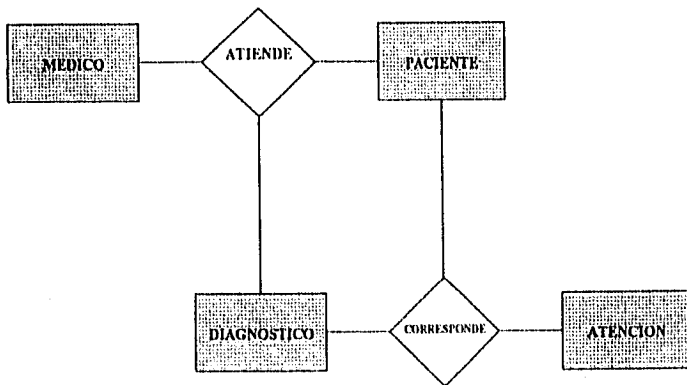 MEDICO
ATIENDE
PACIENTE
DIAGNOSTICO
CORRESPONDE
ATENCION